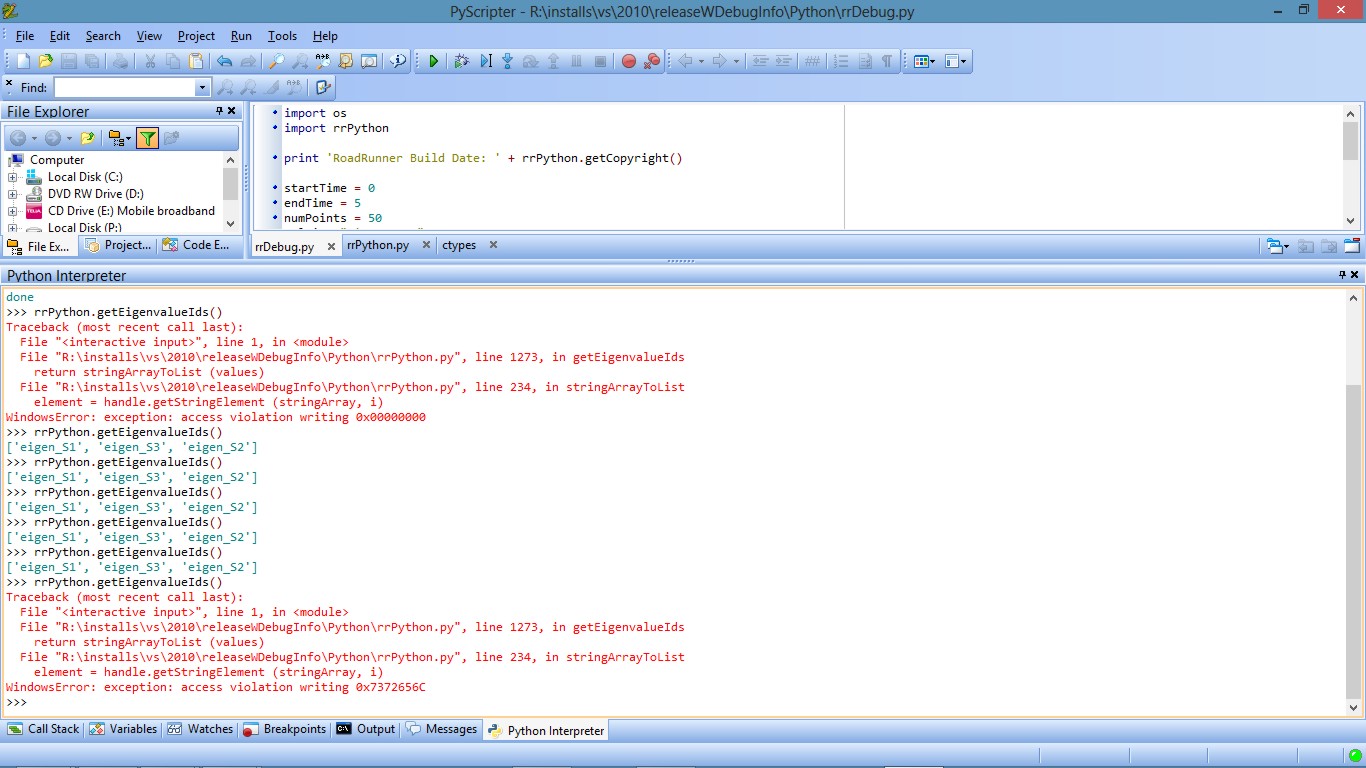 PyScripter - R:\installs\vs\2010\releaseWDebugInfo\Python\rrDebug.py
File Edit Search View Project Run Tools Help
Find:
File Explorer
Computer
Local Disk (C:)
DVD RW Drive (D:)
CD Drive (E:) Mobile broadband
Local Disk (P:)
File Ex... Project... Code E...
import os
import rrPython
print 'RoadRunner Build Date: ' + rrPython.getCopyright()
startTime = 0
endTime = 5
numPoints = 50
rrDebug.py rrPython.py ctypes
Python Interpreter
done
>>> rrPython.getEigenvalueIds()
Traceback (most recent call last):
File "<interactive input>", line 1, in <module>
File "R:\installs\vs\2010\releaseWDebugInfo\Python\rrPython.py", line 1273, in getEigenvalueIds
return stringArrayToList (values)
File "R:\installs\vs\2010\releaseWDebugInfo\Python\rrPython.py", line 234, in stringArrayToList
element = handle.getStringElement (stringArray, i)
WindowsError: exception: access violation writing 0x00000000
>>> rrPython.getEigenvalueIds()
['eigen_S1', 'eigen_S3', 'eigen_S2']
>>> rrPython.getEigenvalueIds()
['eigen_S1', 'eigen_S3', 'eigen_S2']
>>> rrPython.getEigenvalueIds()
['eigen_S1', 'eigen_S3', 'eigen_S2']
>>> rrPython.getEigenvalueIds()
['eigen_S1', 'eigen_S3', 'eigen_S2']
>>> rrPython.getEigenvalueIds()
['eigen_S1', 'eigen_S3', 'eigen_S2']
>>> rrPython.getEigenvalueIds()
Traceback (most recent call last):
File "<interactive input>", line 1, in <module>
File "R:\installs\vs\2010\releaseWDebugInfo\Python\rrPython.py", line 1273, in getEigenvalueIds
return stringArrayToList (values)
File "R:\installs\vs\2010\releaseWDebugInfo\Python\rrPython.py", line 234, in stringArrayToList
element = handle.getStringElement (stringArray, i)
WindowsError: exception: access violation writing 0x7372656C
>>>
Call Stack Variables Watches Breakpoints Output Messages Python Interpreter